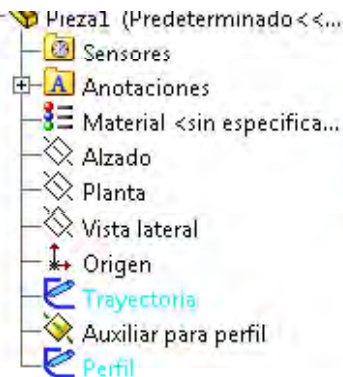 Pieza1 (Predeterminado<<...
Sensores
Anotaciones
Material <sin especifica...
Alzado
Planta
Vista lateral
Origen
Trayectoria
Auxiliar para perfil
Perfil